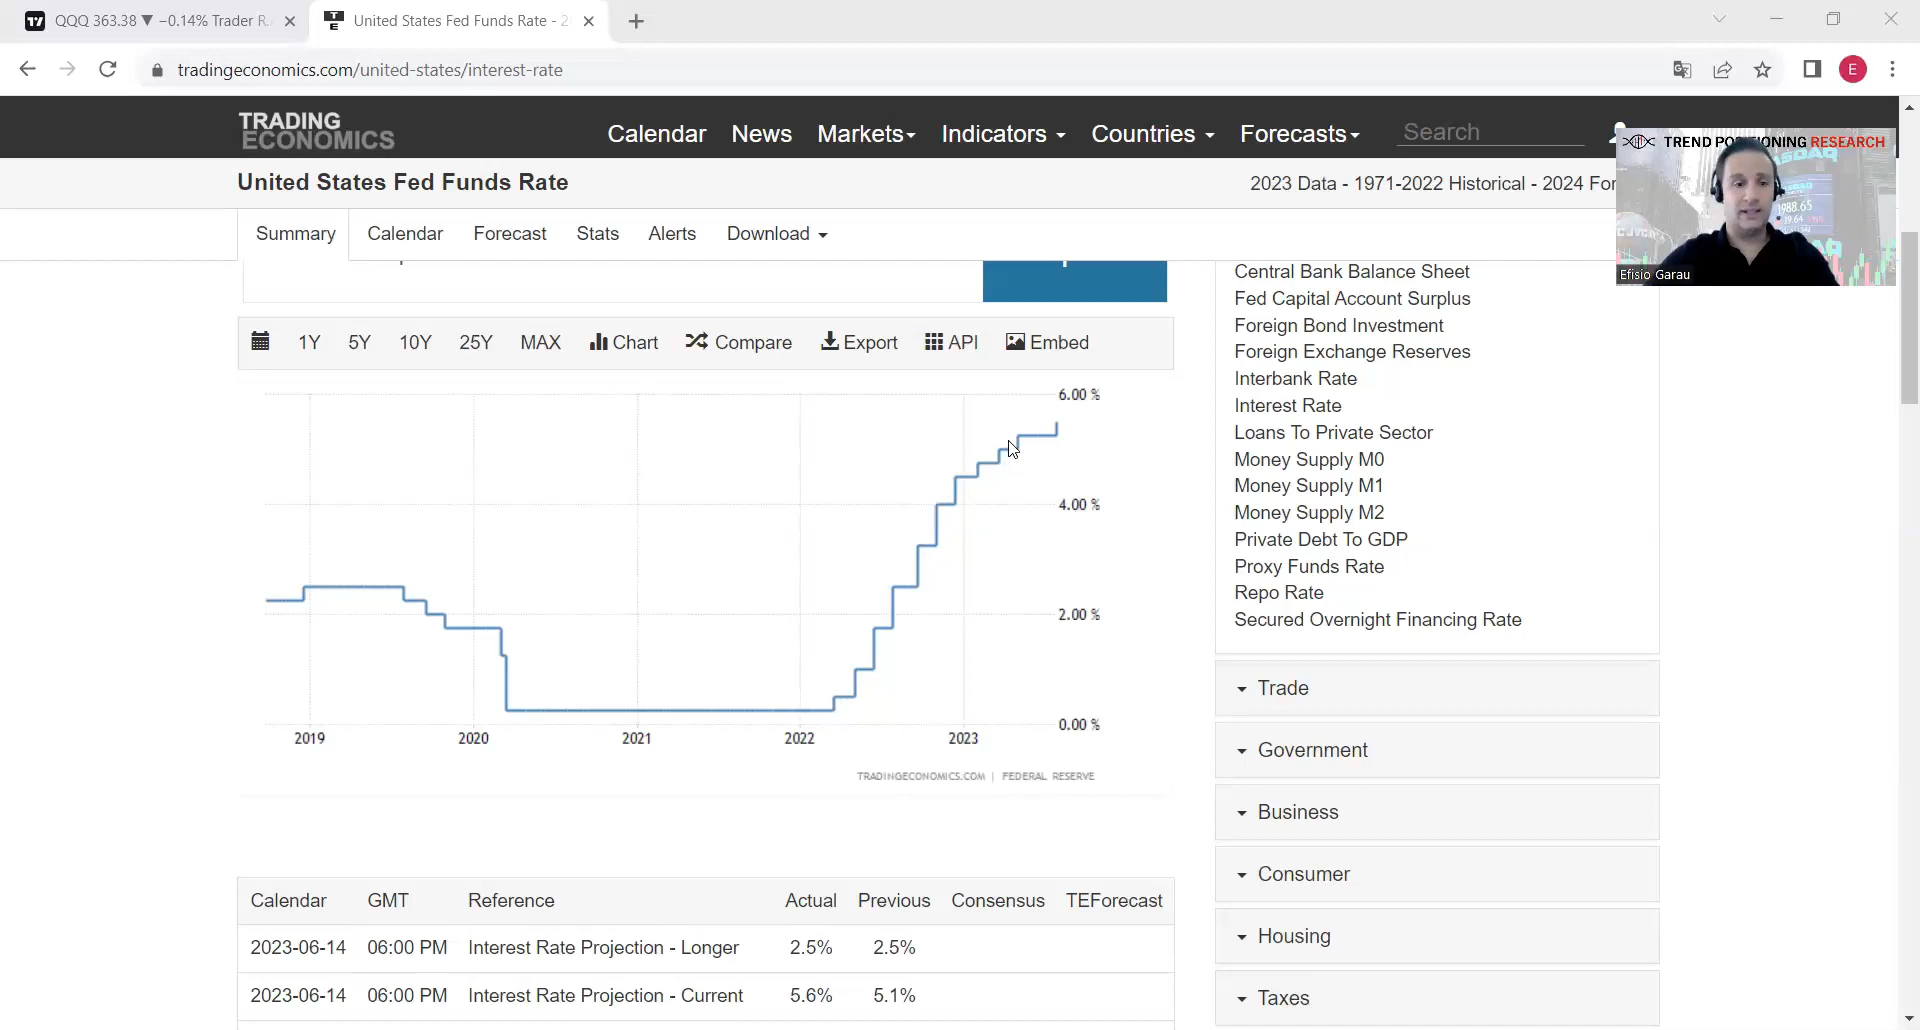 QQQ 363.38 ▼ −0.14% Trader R
United States Fed Funds Rate - 2
tradingeconomics.com/united-states/interest-rate
E
TRADING
ECONOMICS
Calendar News Markets Indicators Countries Forecasts Search
TREND POSITIONING RESEARCH
NASDAQ
1988.65
19.64
Efisio Garau
United States Fed Funds Rate
2023 Data - 1971-2022 Historical - 2024 For
Summary Calendar Forecast Stats Alerts Download
1Y 5Y 10Y 25Y MAX Chart Compare Export API Embed
6.00 %
4.00 %
2.00 %
0.00 %
2019 2020 2021 2022 2023
TRADINGECONOMICS.COM | FEDERAL RESERVE
Calendar GMT Reference Actual Previous Consensus TEForecast
2023-06-14 06:00 PM Interest Rate Projection - Longer 2.5% 2.5%
2023-06-14 06:00 PM Interest Rate Projection - Current 5.6% 5.1%
Central Bank Balance Sheet
Fed Capital Account Surplus
Foreign Bond Investment
Foreign Exchange Reserves
Interbank Rate
Interest Rate
Loans To Private Sector
Money Supply M0
Money Supply M1
Money Supply M2
Private Debt To GDP
Proxy Funds Rate
Repo Rate
Secured Overnight Financing Rate
Trade
Government
Business
Consumer
Housing
Taxes